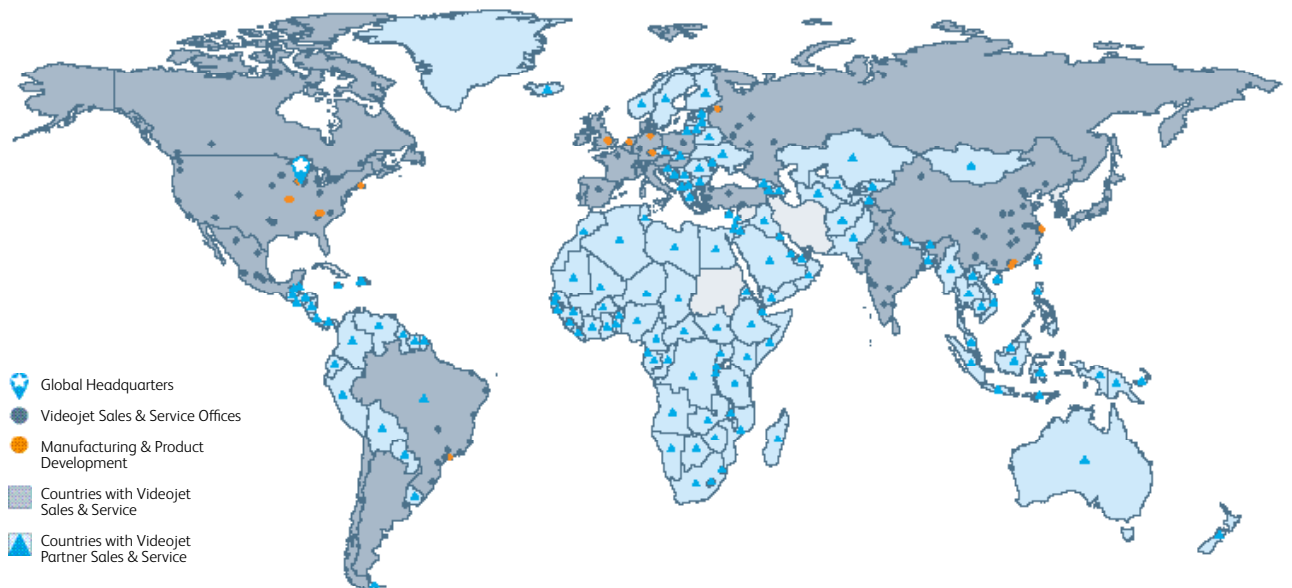 Global Headquarters
Videojet Sales & Service Offices
Manufacturing & Product
Development
Countries with Videojet
Sales & Service
Countries with Videojet
Partner Sales & Service